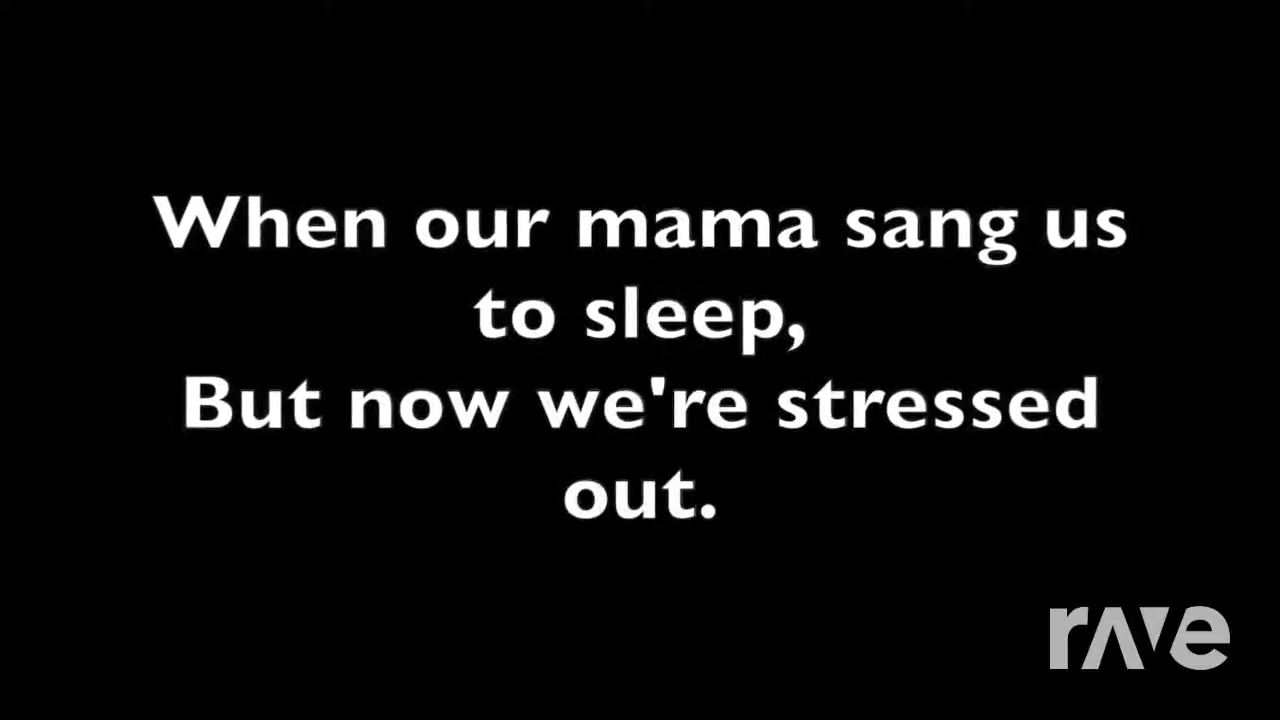 When our mama sang us
to sleep,
But now we're stressed
out.
rave